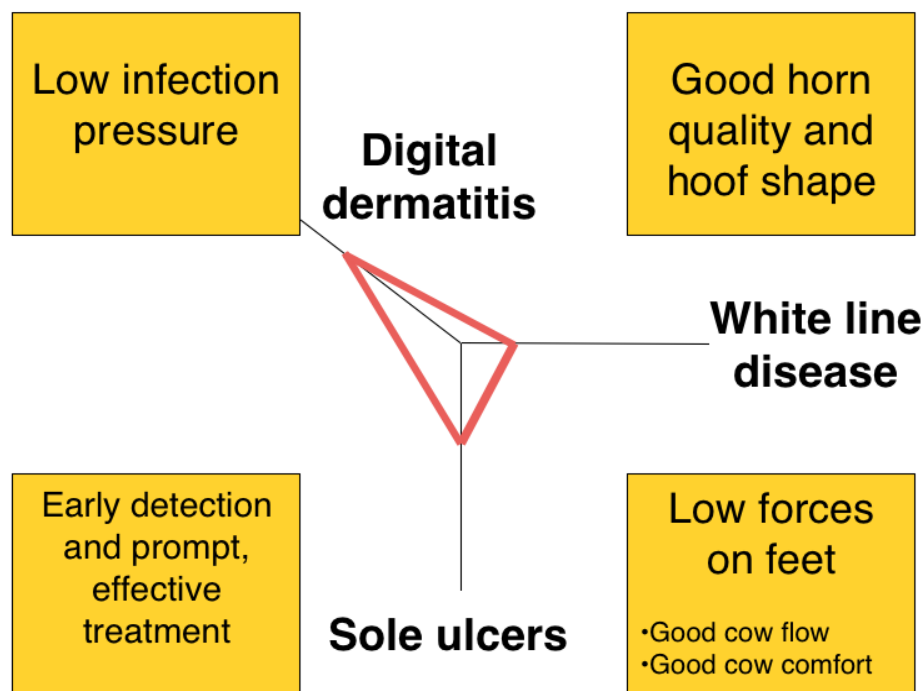 Low infection
pressure
Good horn
quality and
hoof shape
Digital
dermatitis
White line
disease
Early detection
and prompt,
effective
treatment
Sole ulcers
Low forces
on feet
•Good cow flow
•Good cow comfort